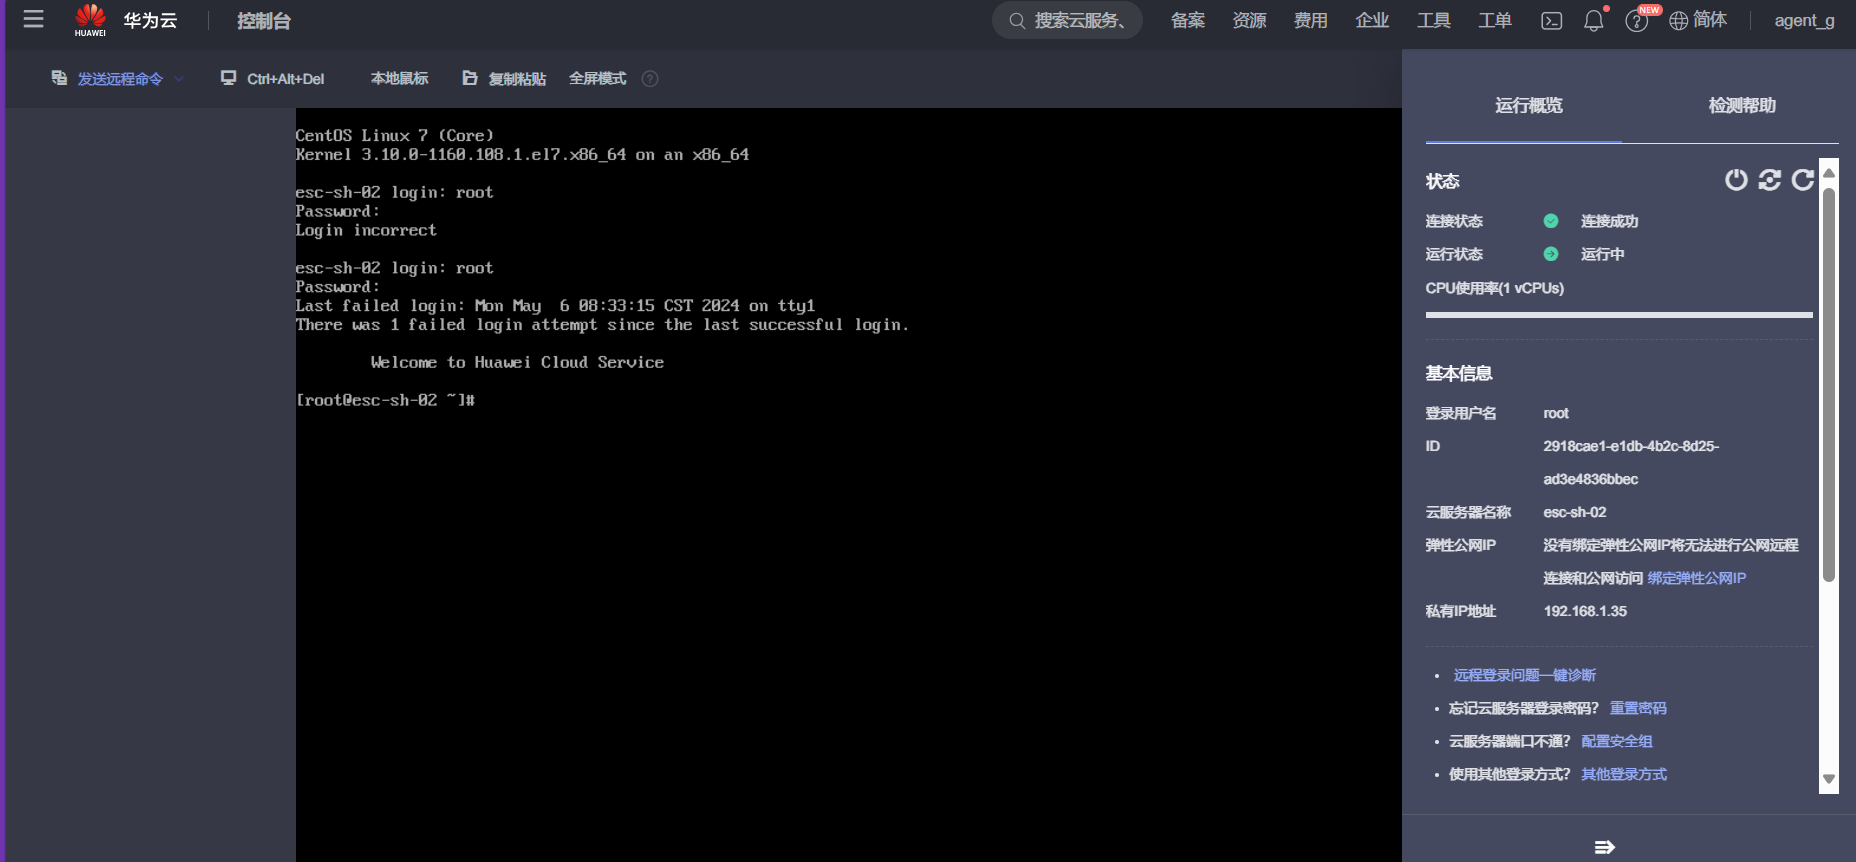 华为云
HUAWEI
控制台
搜索云服务、
备案
资源
费用
企业
工具
工单
NEW
简体
agent_g
发送远程命令
Ctrl+Alt+Del
本地鼠标
复制粘贴
全屏模式
CentOS Linux 7 (Core)
Kernel 3.10.0-1160.108.1.el7.x86_64 on an x86_64
esc-sh-02 login: root
Password:
Login incorrect
esc-sh-02 login: root
Password:
Last failed login: Mon May  6 08:33:15 CST 2024 on tty1
There was 1 failed login attempt since the last successful login.
Welcome to Huawei Cloud Service
[root@esc-sh-02 ~]#
运行概览
检测帮助
状态
连接状态 连接成功
运行状态 运行中
CPU使用率(1 vCPUs)
基本信息
登录用户名 root
ID 2918cae1-e1db-4b2c-8d25-
ad3e4836bbec
云服务器名称 esc-sh-02
弹性公网IP 没有绑定弹性公网IP将无法进行公网远程
连接和公网访问 绑定弹性公网IP
私有IP地址 192.168.1.35
• 远程登录问题一键诊断
• 忘记云服务器登录密码? 重置密码
• 云服务器端口不通? 配置安全组
• 使用其他登录方式? 其他登录方式